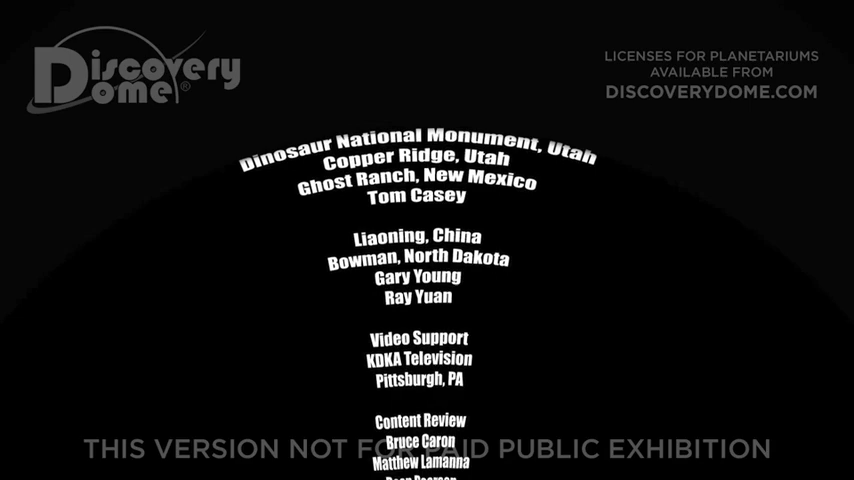 Discovery
Dome®
LICENSES FOR PLANETARIUMS
AVAILABLE FROM
DISCOVERYDOME.COM
Dinosaur National Monument, Utah
Copper Ridge, Utah
Ghost Ranch, New Mexico
Tom Casey
Liaoning, China
Bowman, North Dakota
Gary Young
Ray Yuan
Video Support
KDKA Television
Pittsburgh, PA
Content Review
Bruce Caron
THIS VERSION NOT FOR PAID PUBLIC EXHIBITION
Matthew Lamanna